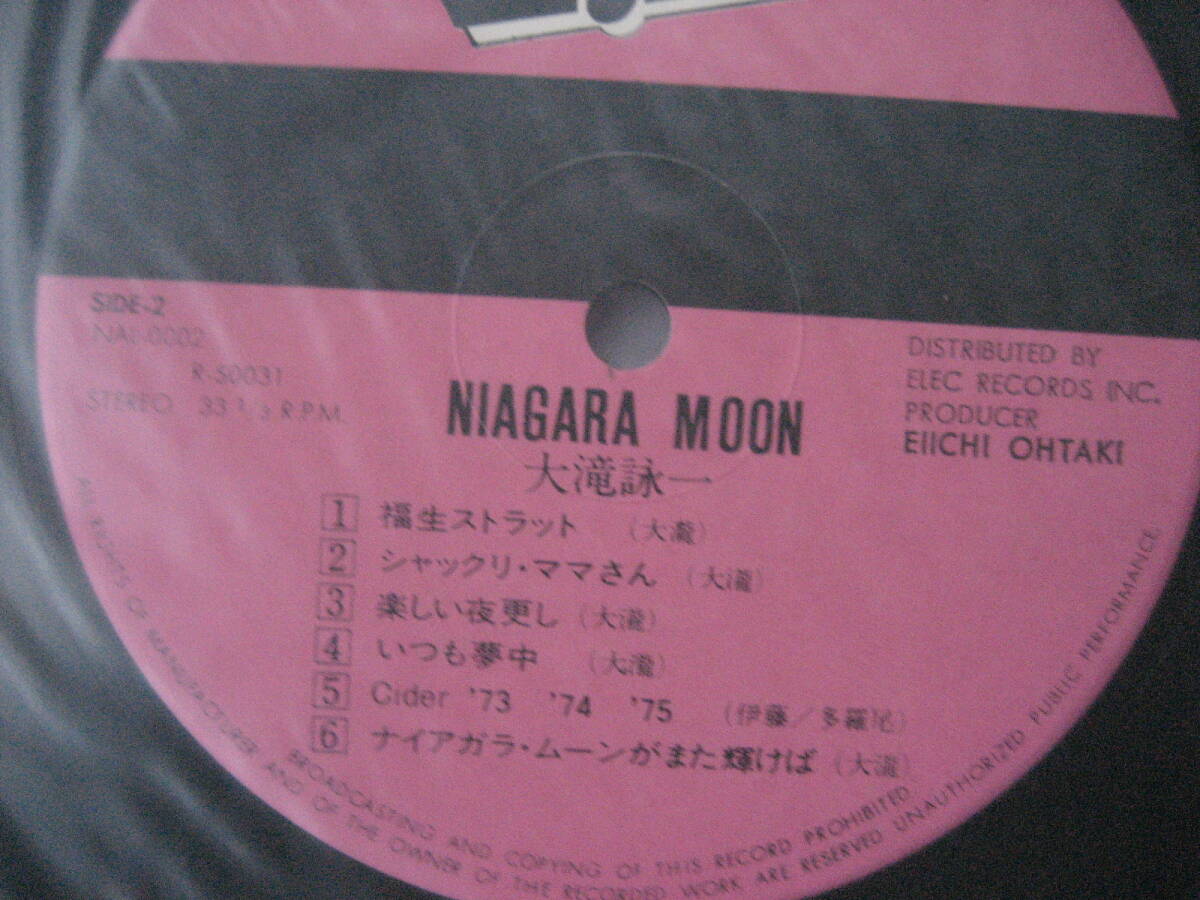 SIDE-2
NAL-0002
R-50031
STEREO 33 1/3 R.P.M.
DISTRIBUTED BY
ELEC RECORDS INC.
PRODUCER
EIICHI OHTAKI
NIAGARA MOON
大滝詠一
1 福生ストラット (大瀧)
2 シャックリ・ママさん (大瀧)
3 楽しい夜更し (大瀧)
4 いつも夢中 (大瀧)
5 Cider '73 '74 '75 (伊藤/多羅尾)
6 ナイアガラ・ムーンがまた輝けば (大瀧)
ALL RIGHTS OF MANUFACTURER AND OF THE OWNER OF THE RECORDED WORK ARE RESERVED UNAUTHORIZED PUBLIC PERFORMANCE
BROADCASTING AND COPYING OF THIS RECORD PROHIBITED